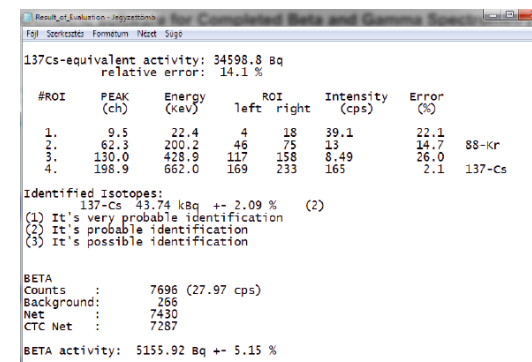 Result_of_Evaluation - Jegyzettömb
for Completed Beta and Gamma Spectro
Fájl Szerkesztés Formátum Nézet Súgó
137Cs-equivalent activity: 34598.8 Bq
relative error: 14.1 %
#ROI PEAK Energy ROI Intensity Error
(ch) (KeV) left right (cps) (%)
1. 9.5 22.4 4 18 39.1 22.1
2. 62.3 200.2 46 75 13 14.7 88-Kr
3. 130.0 428.9 117 158 8.49 26.0
4. 198.9 662.0 169 233 165 2.1 137-Cs
Identified Isotopes:
137-Cs 43.74 kBq +- 2.09 % (2)
(1) It's very probable identification
(2) It's probable identification
(3) It's possible identification
BETA
Counts : 7696 (27.97 cps)
Background: 266
Net : 7430
CTC Net : 7287
BETA activity: 5155.92 Bq +- 5.15 %